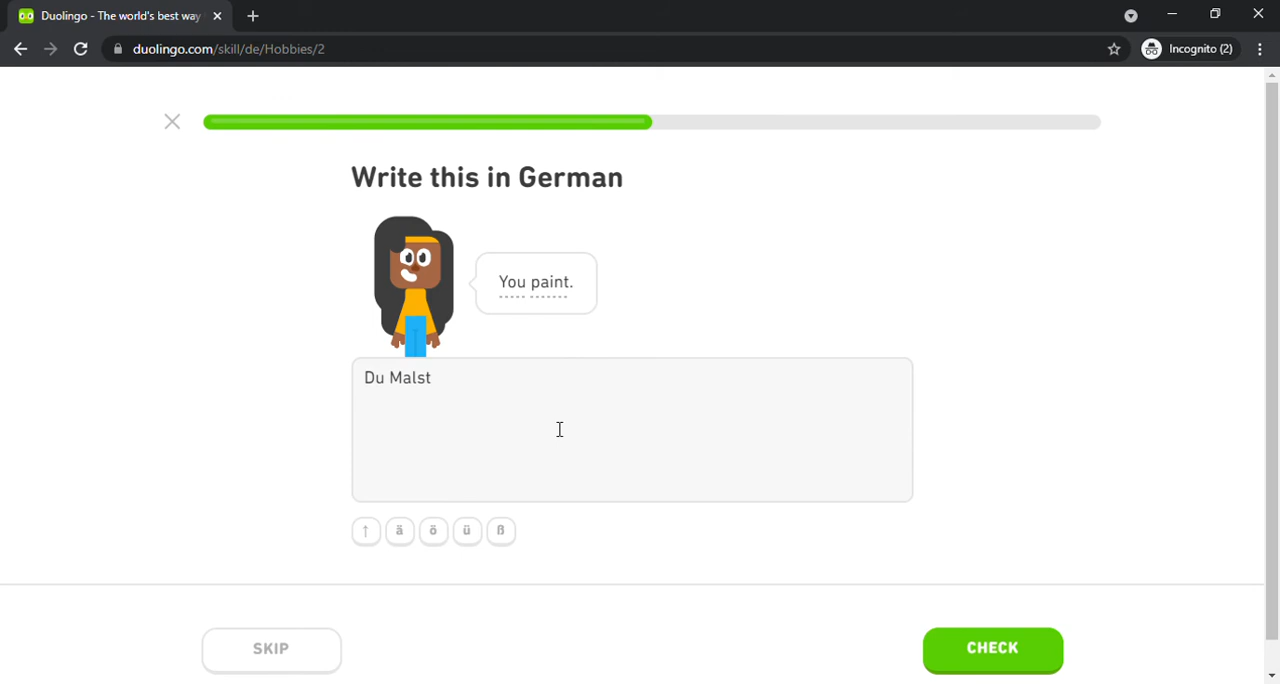 Duolingo - The world's best way
duolingo.com/skill/de/Hobbies/2
Incognito (2)
Write this in German
You paint.
Du Malst
↑ ä ö ü ß
SKIP
CHECK